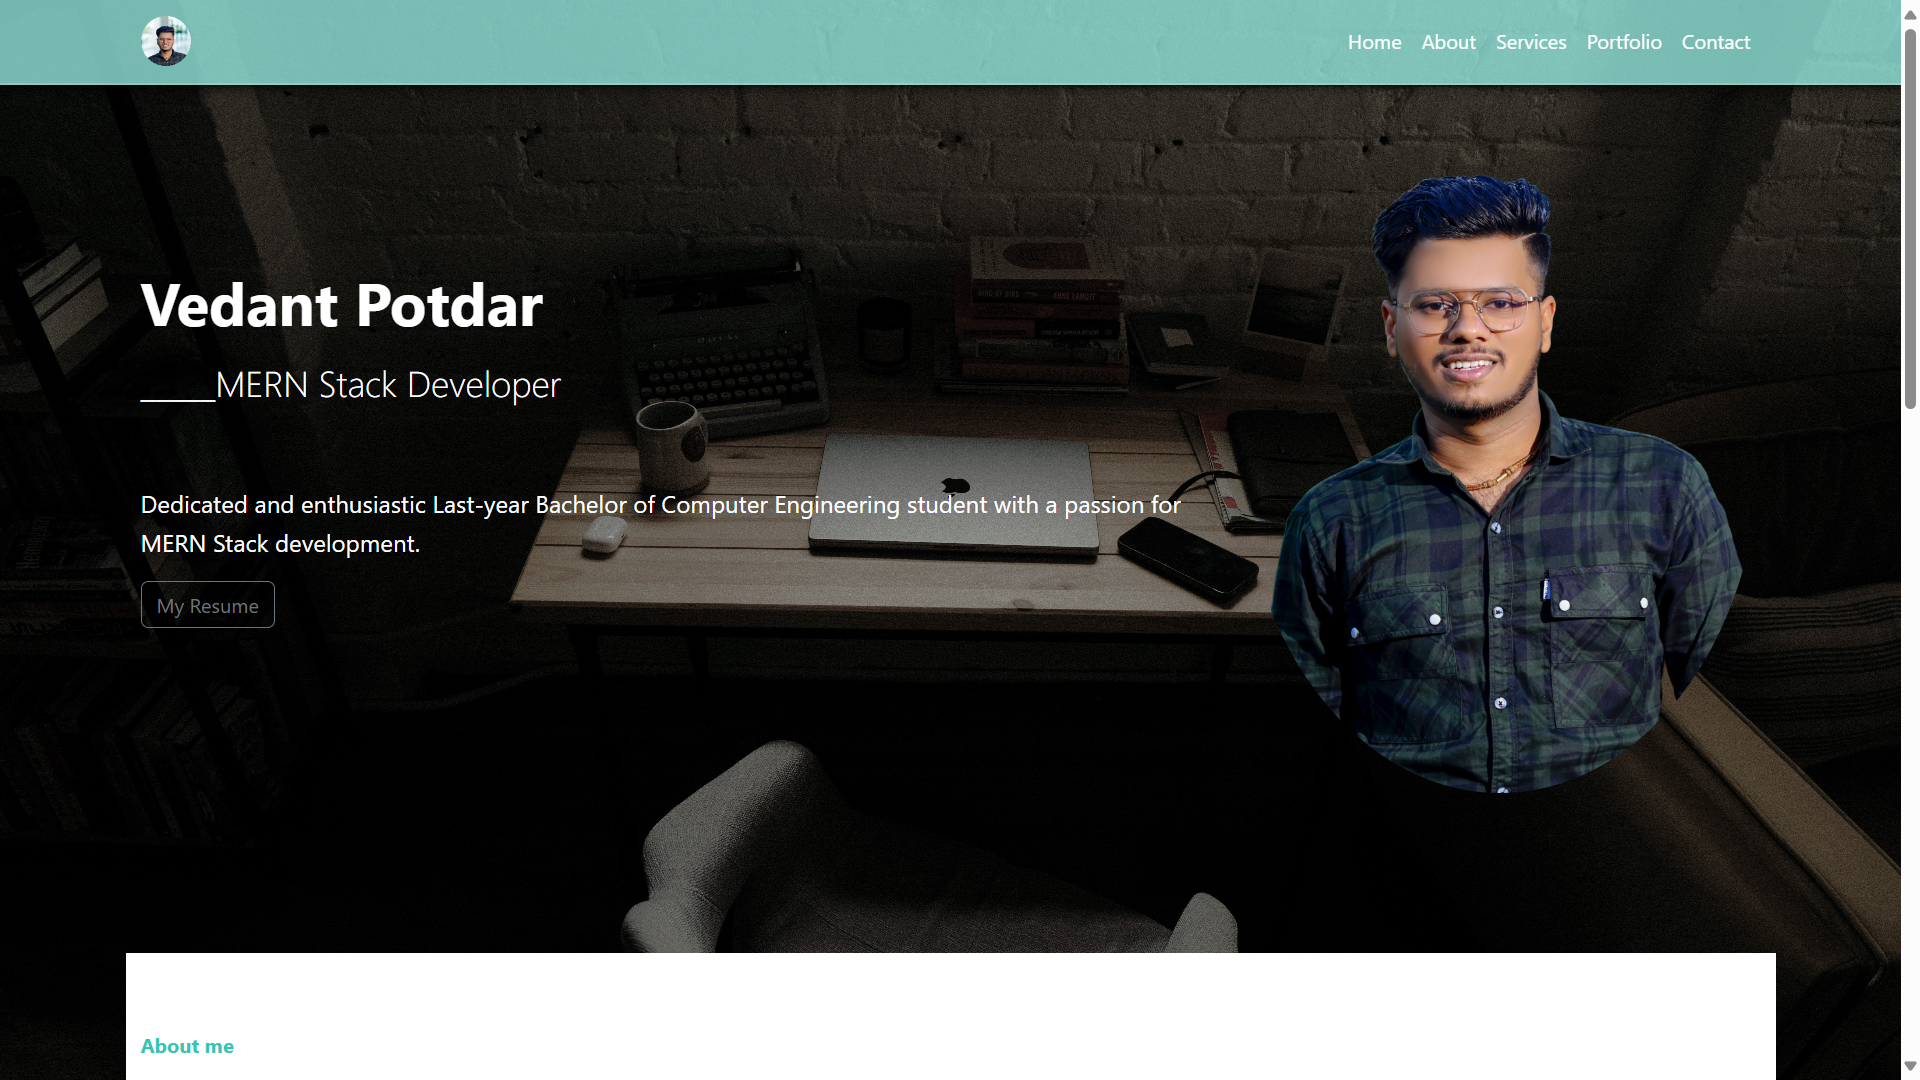 Home About Services Portfolio Contact
Vedant Potdar
_____MERN Stack Developer
Dedicated and enthusiastic Last-year Bachelor of Computer Engineering student with a passion for
MERN Stack development.
My Resume
About me